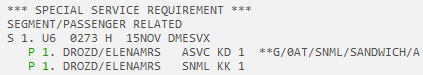 *** SPECIAL SERVICE REQUIREMENT ***
SEGMENT/PASSENGER RELATED
S 1. U6  0273 H  15NOV DMESVX
P 1. DROZD/ELENAMRS   ASVC KD 1  **G/0AT/SNML/SANDWICH/A
P 1. DROZD/ELENAMRS   SNML KK 1